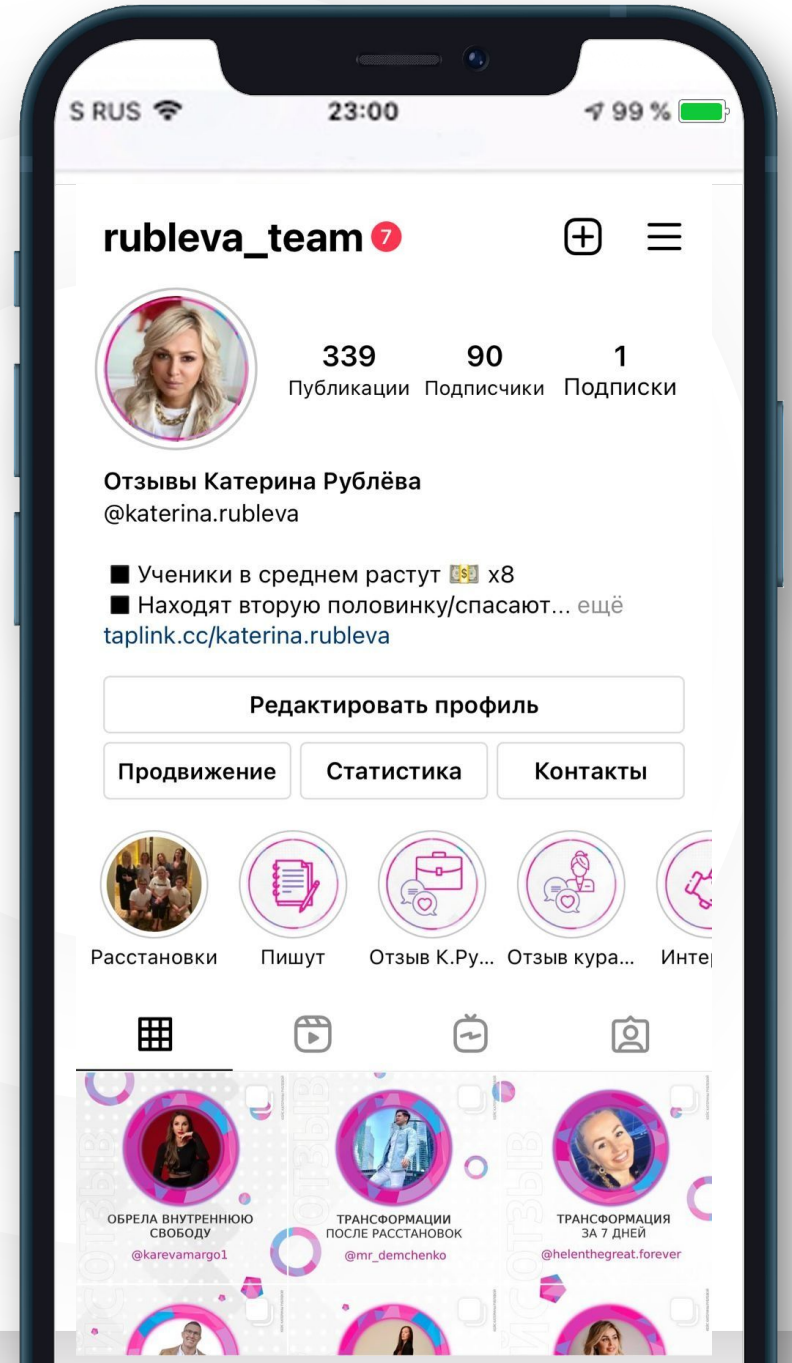 S RUS 23:00 99 %
rubleva_team 7
339 90 1
Публикации Подписчики Подписки
Отзывы Катерина Рублёва
@katerina.rubleva
Ученики в среднем растут 💵 x8
Находят вторую половинку/спасают... ещё
taplink.cc/katerina.rubleva
Редактировать профиль
Продвижение Статистика Контакты
Расстановки Пишут Отзыв К.Ру... Отзыв кура... Инте
ОБРЕЛА ВНУТРЕННЮЮ
СВОБОДУ
@karevamargo1
ТРАНСФОРМАЦИИ
ПОСЛЕ РАССТАНОВОК
@mr_demchenko
ТРАНСФОРМАЦИЯ
ЗА 7 ДНЕЙ
@helenthegreat.forever
ОТЗЫВ